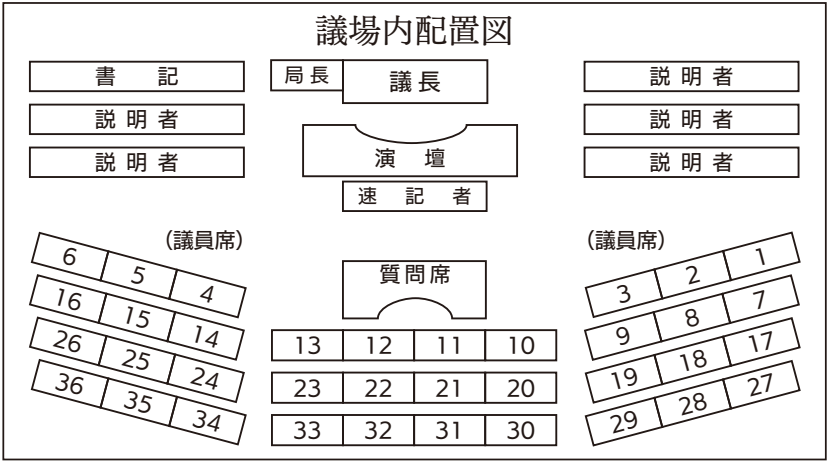 議場内配置図
書記 局長 議長 説明者
説明者 説明者
説明者 演壇 説明者
速記者
(議員席) (議員席)
質問席
6 5 4 3 2 1
16 15 14 9 8 7
13 12 11 10
26 25 24 19 18 17
23 22 21 20
36 35 34 29 28 27
33 32 31 30